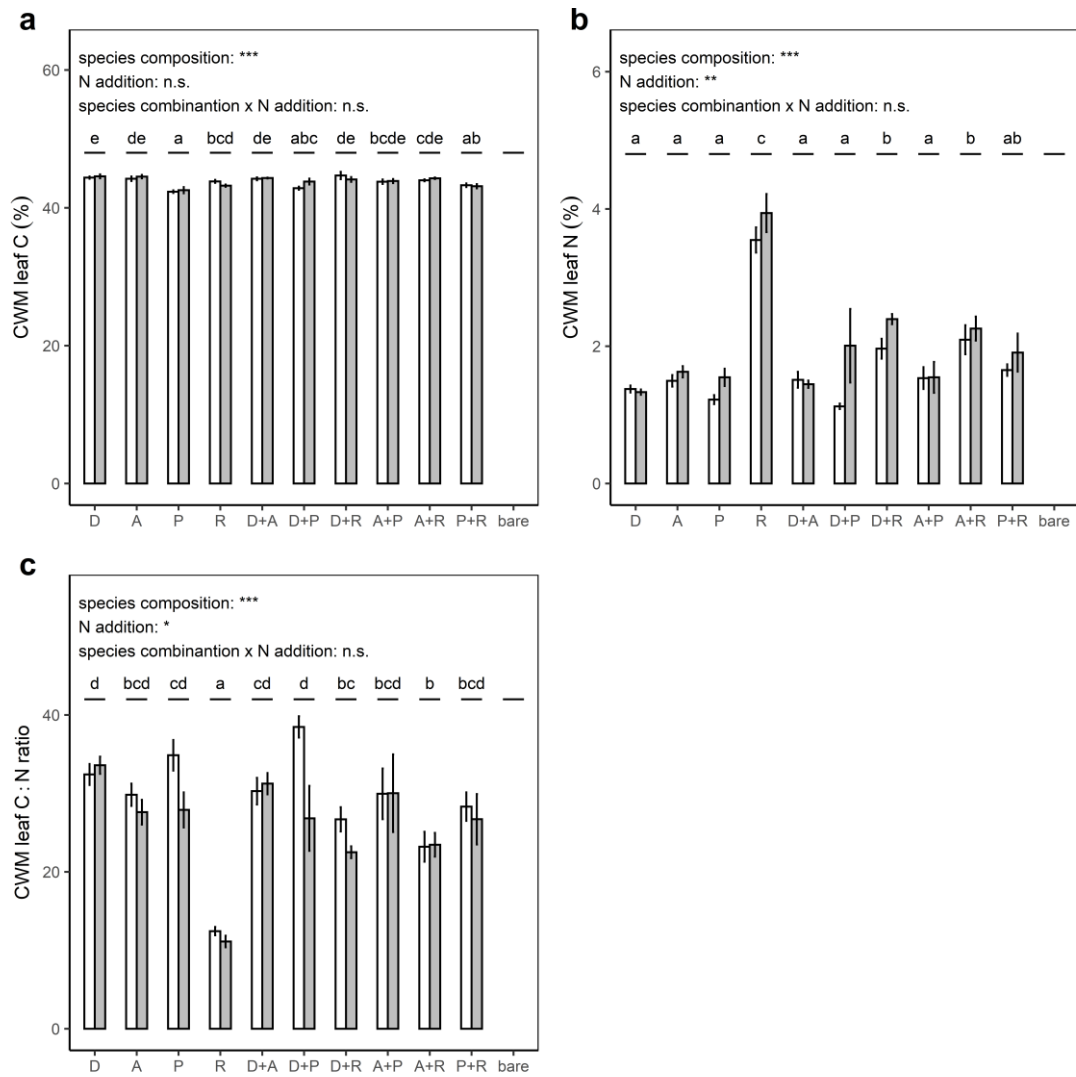 a
species composition: ***
N addition: n.s.
species combinantion x N addition: n.s.
e de a bcd de abc de bcde cde ab
60
40
20
0
CWM leaf C (%)
D A P R D+A D+P D+R A+P A+R P+R bare
b
species composition: ***
N addition: **
species combinantion x N addition: n.s.
a a a c a a b a b ab
6
4
2
0
CWM leaf N (%)
D A P R D+A D+P D+R A+P A+R P+R bare
c
species composition: ***
N addition: *
species combinantion x N addition: n.s.
d bcd cd a cd d bc bcd b bcd
40
20
0
CWM leaf C : N ratio
D A P R D+A D+P D+R A+P A+R P+R bare